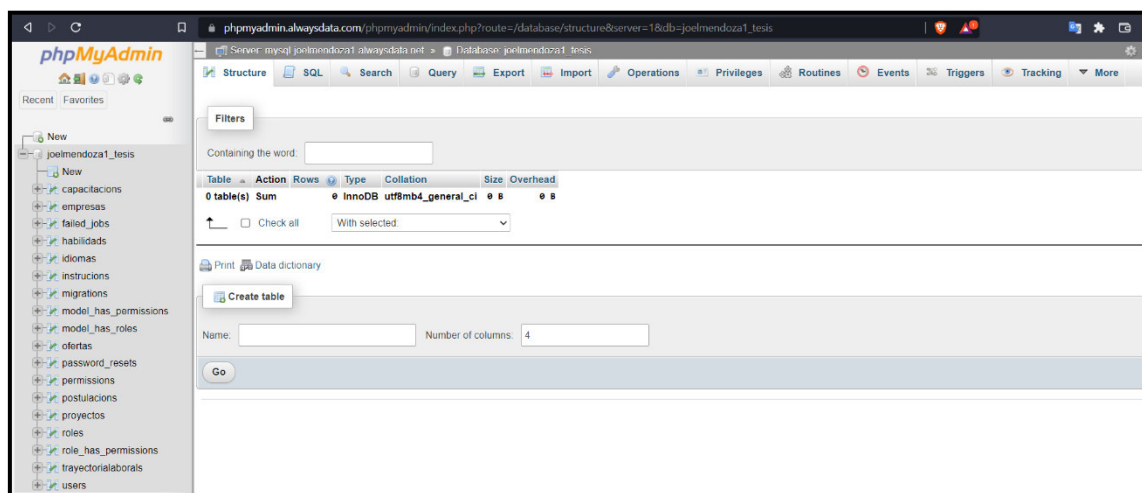 phpmyadmin.alwaysdata.com/phpmyadmin/index.php?route=/database/structure&server=1&db=joelmendoza1_tesis
phpMyAdmin
Recent Favorites
New
joelmendoza1_tesis
New
capacitacions
empresas
failed_jobs
habilidads
idiomas
instrucions
migrations
model_has_permissions
model_has_roles
ofertas
password_resets
permissions
postulacions
proyectos
roles
role_has_permissions
trayectorialaborals
users
Server: mysql joelmendoza1.alwaysdata.net » Database: joelmendoza1_tesis
Structure SQL Search Query Export Import Operations Privileges Routines Events Triggers Tracking More
Filters
Containing the word:
Table Action Rows Type Collation Size Overhead
0 table(s) Sum 0 InnoDB utf8mb4_general_ci 0 B 0 B
Check all With selected:
Print Data dictionary
Create table
Name: Number of columns: 4
Go